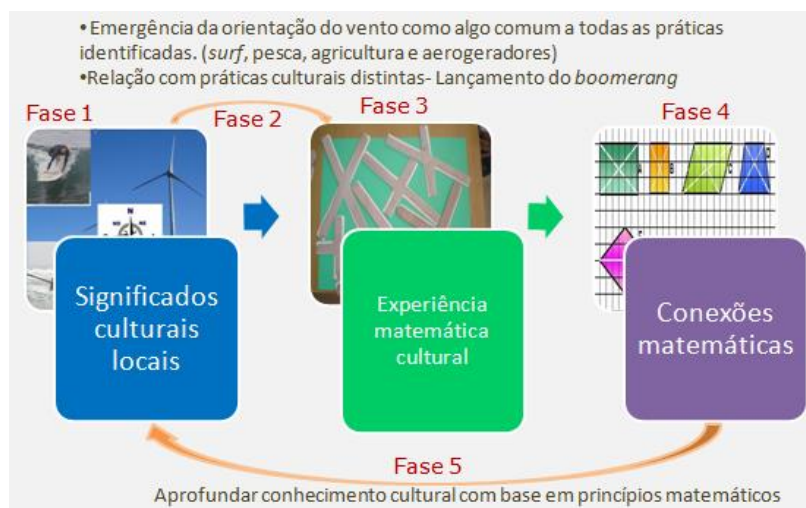 • Emergência da orientação do vento como algo comum a todas as práticas
identificadas. (surf, pesca, agricultura e aerogeradores)
•Relação com práticas culturais distintas- Lançamento do boomerang
Fase 1
Fase 2
Fase 3
Fase 4
N
Significados
culturais
locais
Experiência
matemática
cultural
Conexões
matemáticas
Fase 5
Aprofundar conhecimento cultural com base em princípios matemáticos